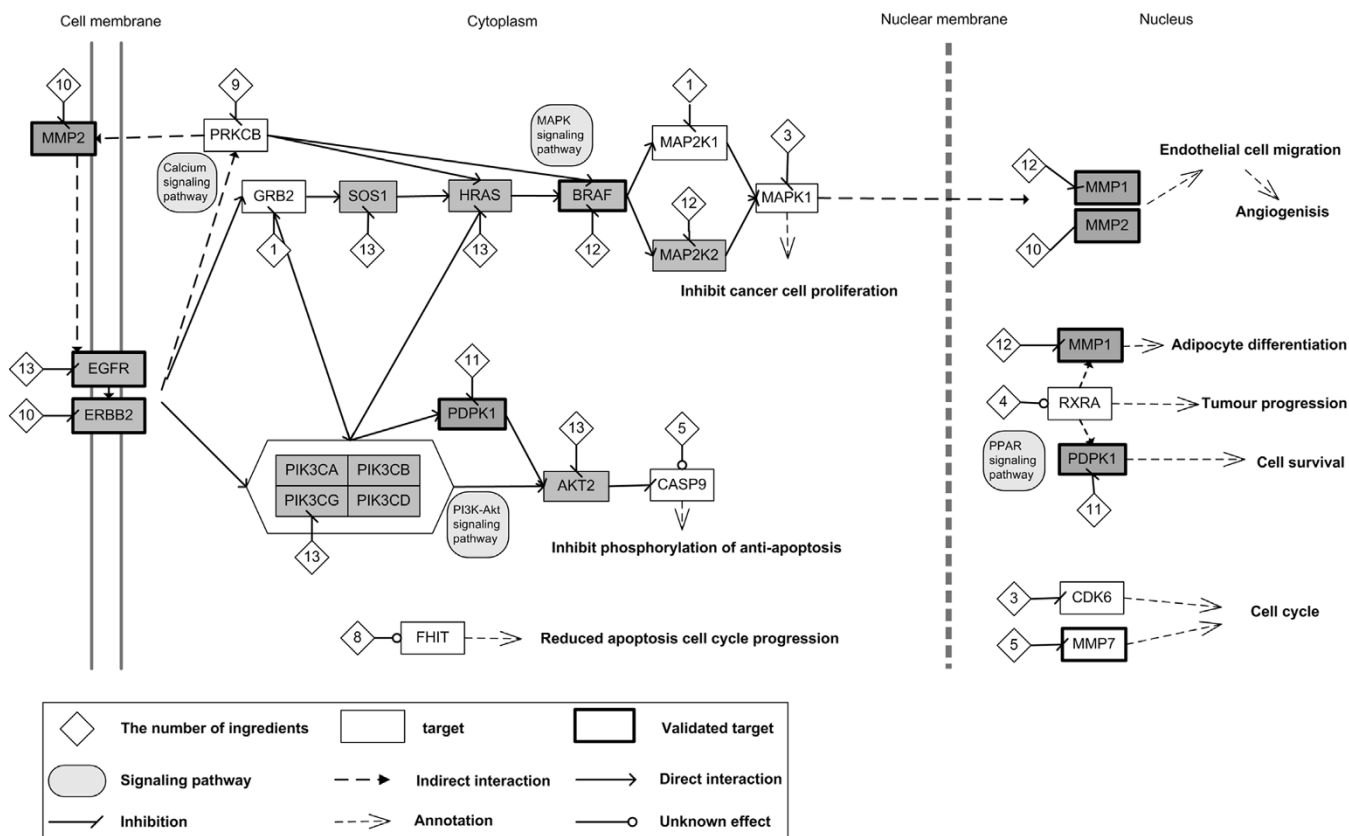 Cell membrane
Cytoplasm
Nuclear membrane
Nucleus
10
MMP2
9
PRKCB
Calcium
signaling
pathway
MAPK
signaling
pathway
1
MAP2K1
3
MAPK1
GRB2
SOS1
HRAS
BRAF
1
13
13
12
12
MAP2K2
Inhibit cancer cell proliferation
12
MMP1
MMP2
10
Endothelial cell migration
Angiogenisis
13
EGFR
10
ERBB2
11
PDPK1
13
AKT2
5
CASP9
PIK3CA
PIK3CB
PIK3CG
PIK3CD
13
PI3K-Akt
signaling
pathway
Inhibit phosphorylation of anti-apoptosis
12
MMP1
Adipocyte differentiation
4
RXRA
Tumour progression
PPAR
signaling
pathway
PDPK1
Cell survival
11
8
FHIT
Reduced apoptosis cell cycle progression
3
CDK6
Cell cycle
5
MMP7
The number of ingredients
target
Validated target
Signaling pathway
Indirect interaction
Direct interaction
Inhibition
Annotation
Unknown effect